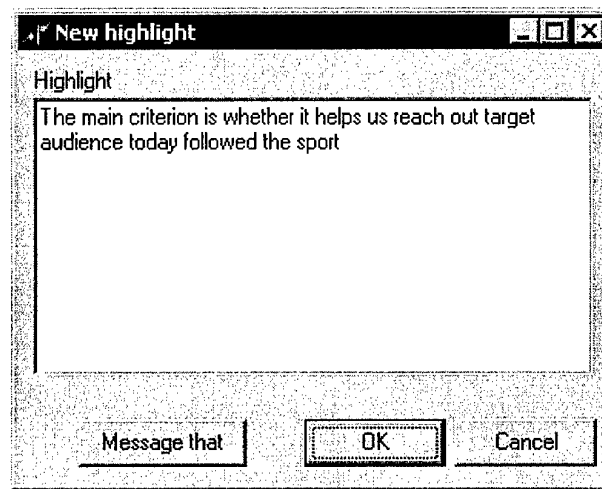 New highlight
Highlight
The main criterion is whether it helps us reach out target
audience today followed the sport
Message that OK Cancel